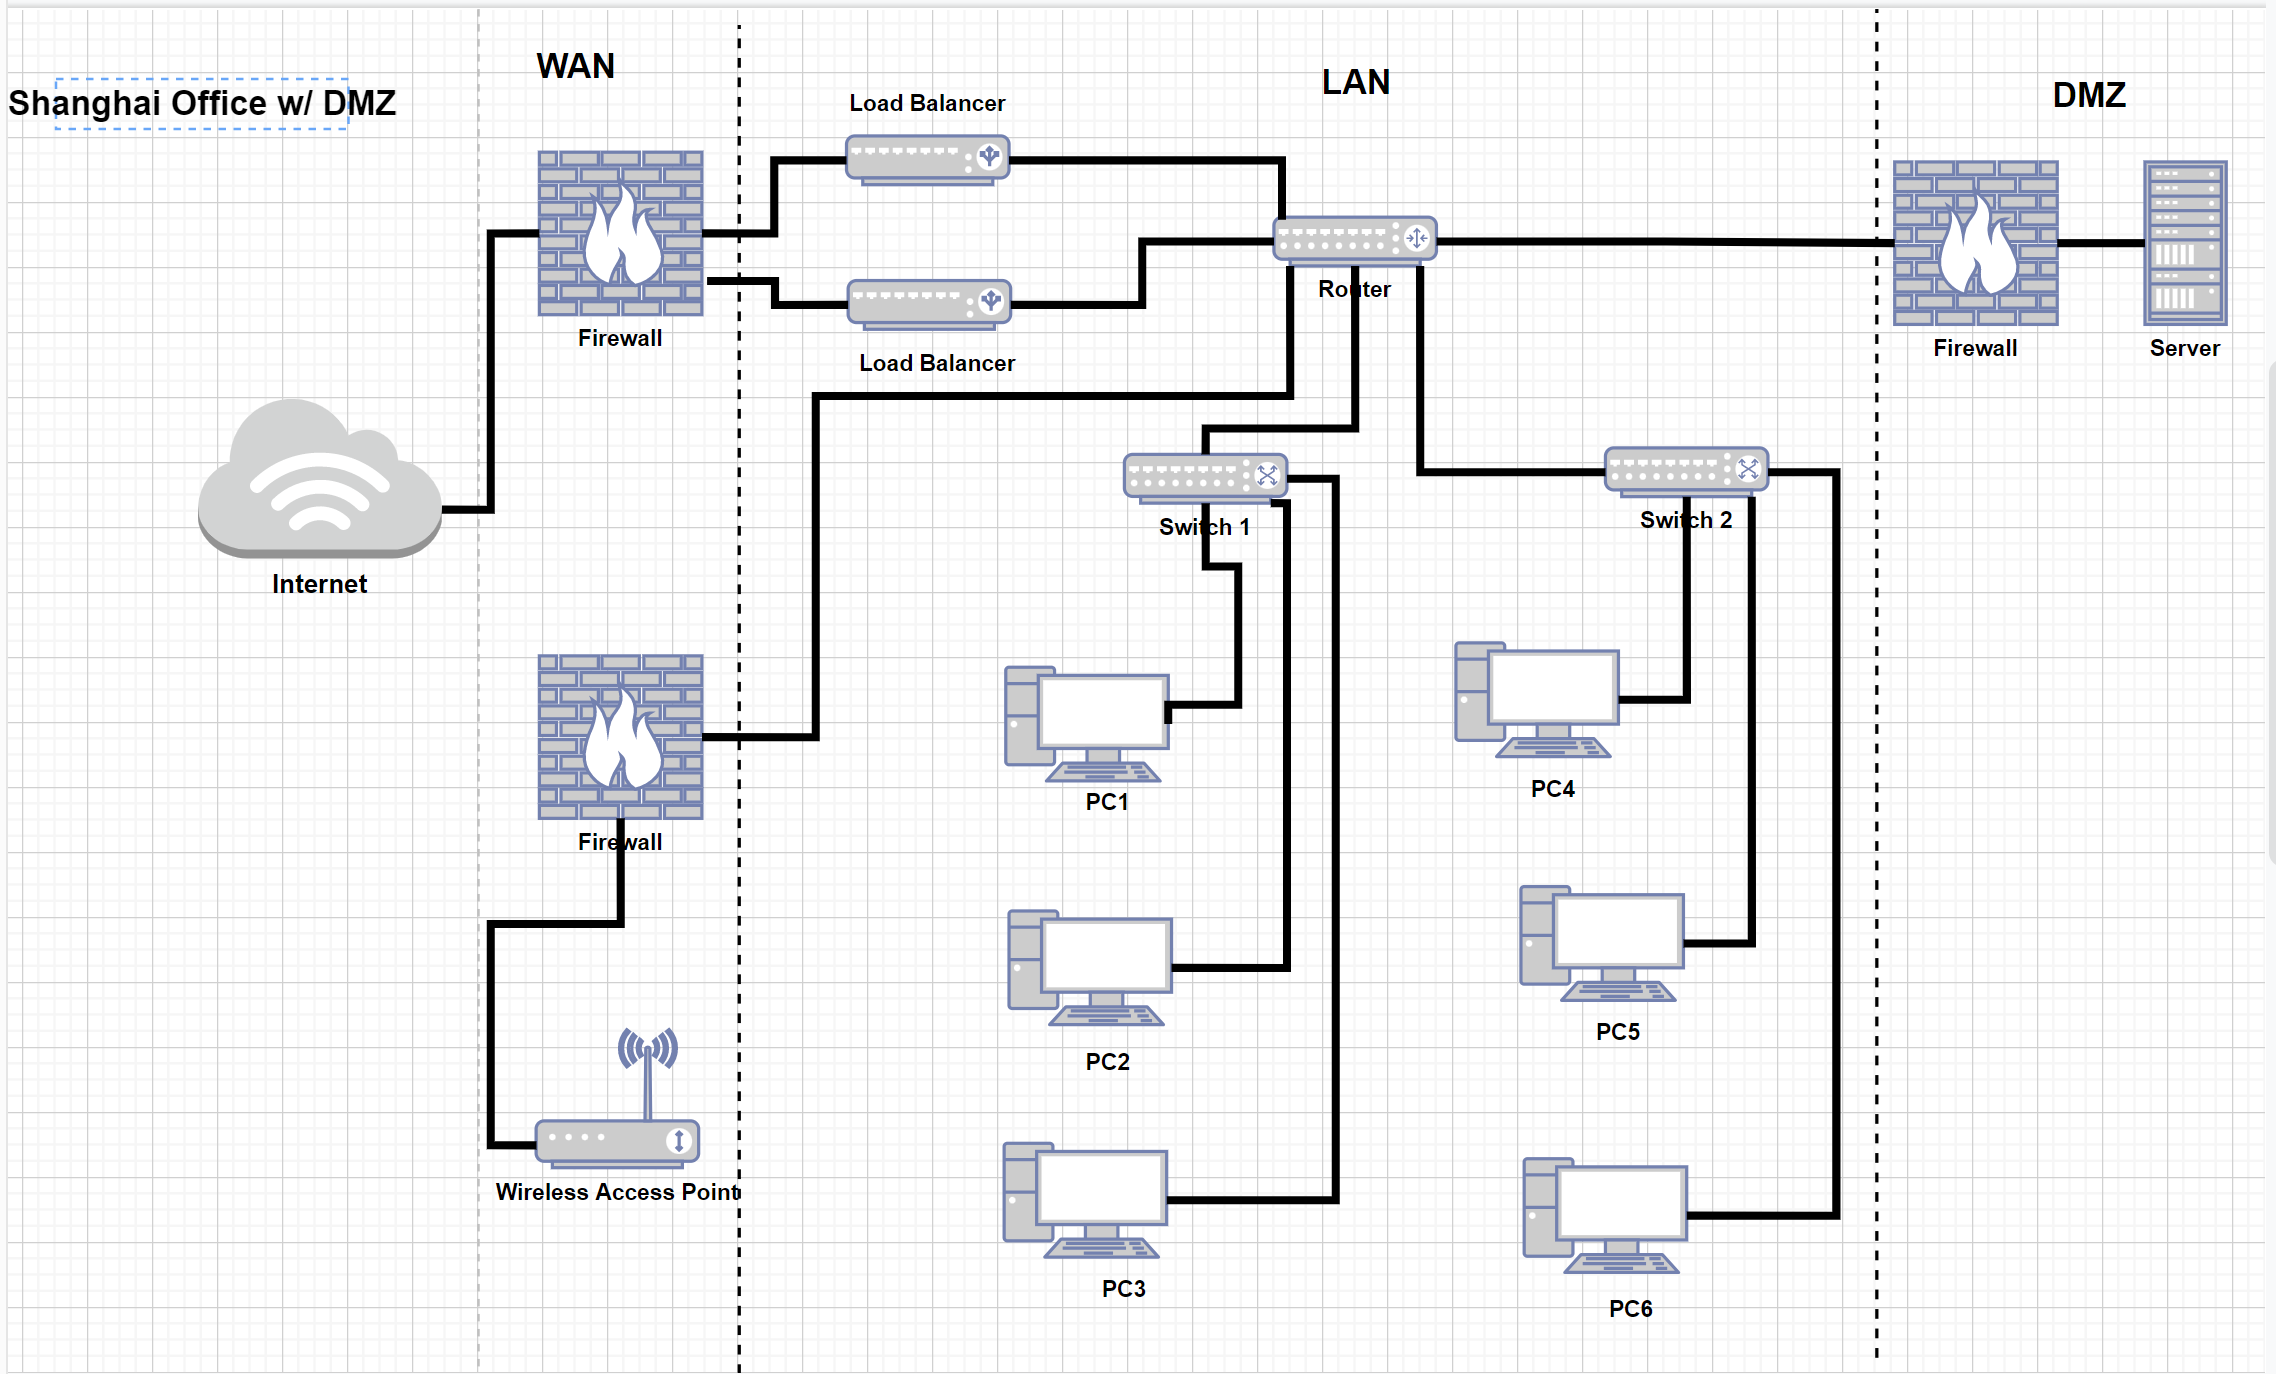 WAN
LAN
DMZ
Shanghai Office w/ DMZ
Load Balancer
Router
Firewall
Firewall
Server
Load Balancer
Switch 1
Switch 2
Internet
PC1
PC4
Firewall
PC2
PC5
Wireless Access Point
PC3
PC6